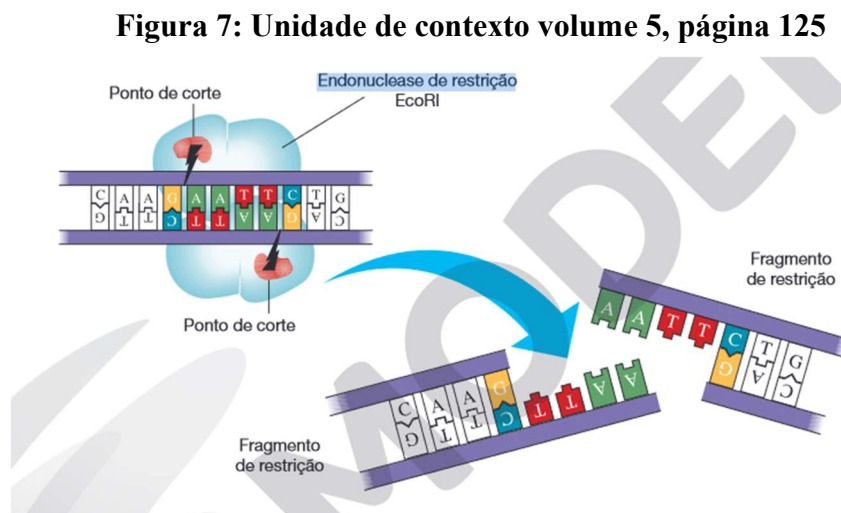 Figura 7: Unidade de contexto volume 5, página 125
Ponto de corte
Endonuclease de restrição
EcoRI
C A A G A A T T C T G
G T T C T T A A G A C
Ponto de corte
Fragmento
de restrição
A A T T C T G
G A C
C A A G
G T T C T T A A
Fragmento
de restrição
MODE